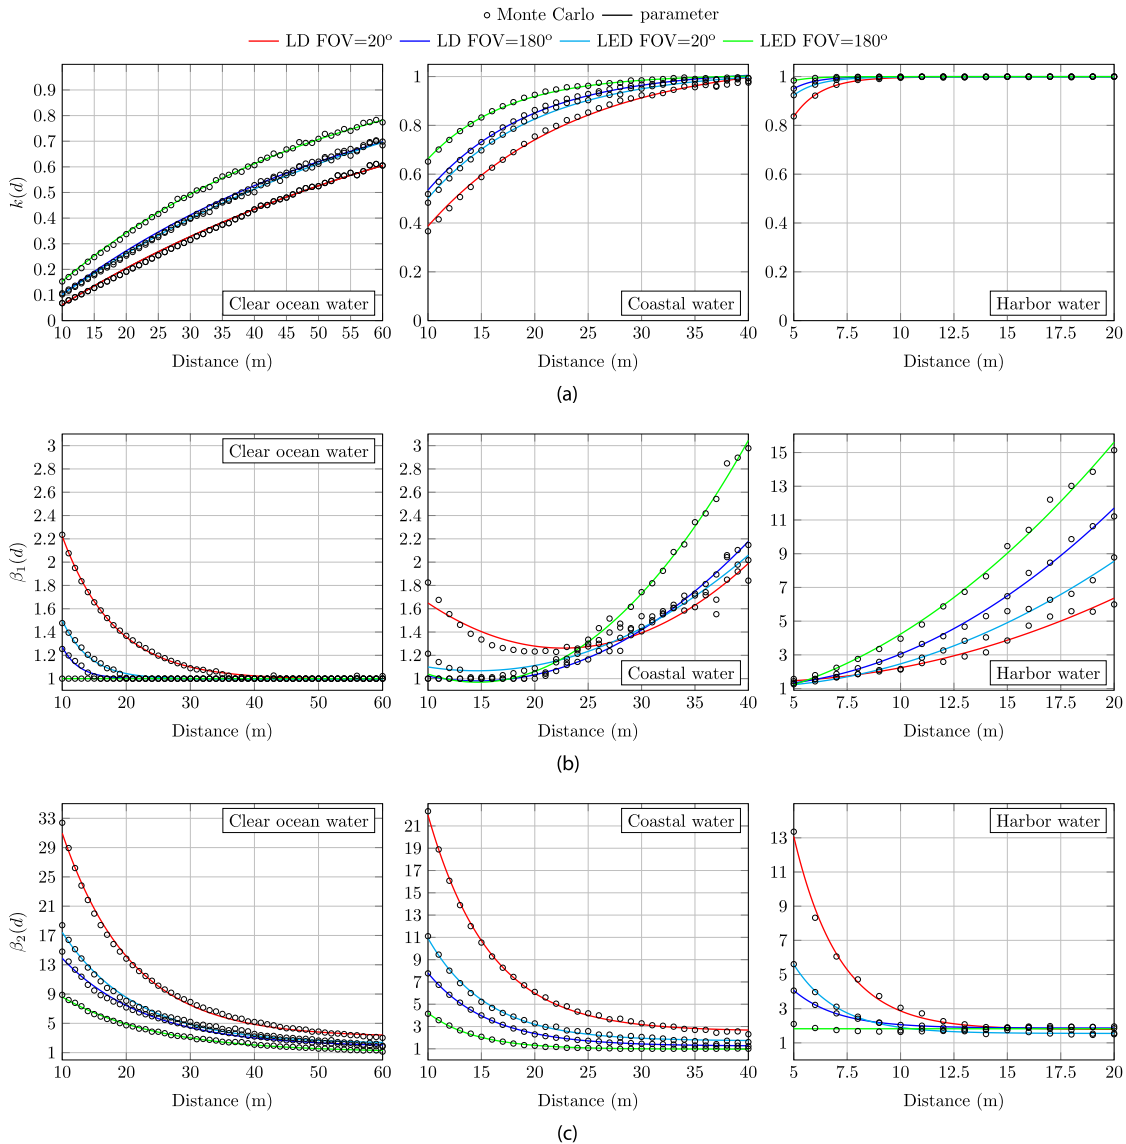 Monte Carlo parameter
LD FOV=20º LD FOV=180º LED FOV=20º LED FOV=180º
k(d)
0.9
0.8
0.7
0.6
0.5
0.4
0.3
0.2
0.1
0
10 15 20 25 30 35 40 45 50 55 60
Clear ocean water
Distance (m)
1
0.8
0.6
0.4
0.2
0
10 15 20 25 30 35 40
Coastal water
Distance (m)
1
0.8
0.6
0.4
0.2
0
5 7.5 10 12.5 15 17.5 20
Harbor water
Distance (m)
(a)
β₁(d)
3
2.8
2.6
2.4
2.2
2
1.8
1.6
1.4
1.2
1
10 20 30 40 50 60
Clear ocean water
Distance (m)
3
2.8
2.6
2.4
2.2
2
1.8
1.6
1.4
1.2
1
10 15 20 25 30 35 40
Coastal water
Distance (m)
15
13
11
9
7
5
3
1
5 7.5 10 12.5 15 17.5 20
Harbor water
Distance (m)
(b)
β₂(d)
33
29
25
21
17
13
9
5
1
10 20 30 40 50 60
Clear ocean water
Distance (m)
21
19
17
15
13
11
9
7
5
3
1
10 15 20 25 30 35 40
Coastal water
Distance (m)
13
11
9
7
5
3
1
5 7.5 10 12.5 15 17.5 20
Harbor water
Distance (m)
(c)